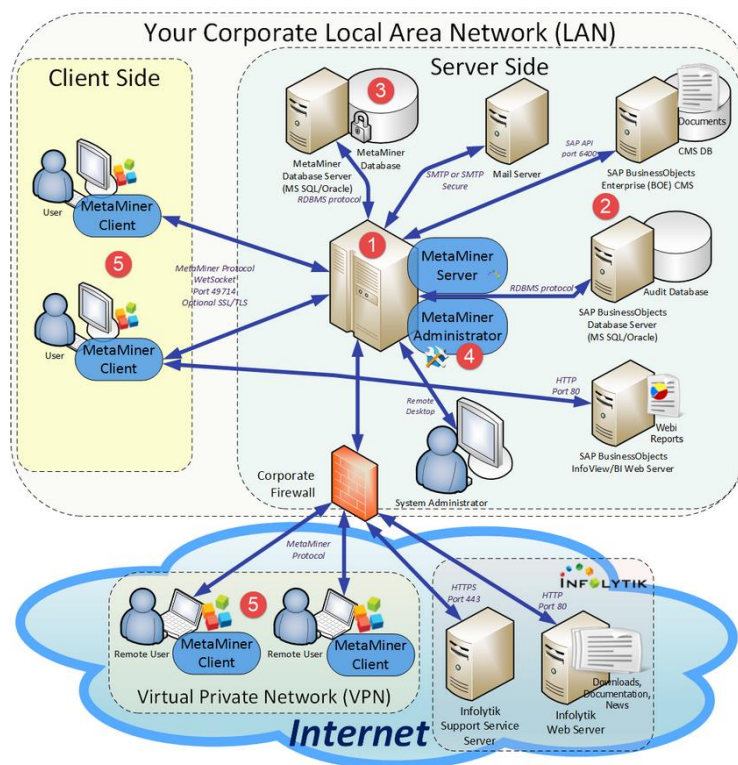 Your Corporate Local Area Network (LAN)
Client Side
Server Side
3
MetaMiner
Database Server
(MS SQL/Oracle)
MetaMiner
Database
RDBMS protocol
SMTP or SMTP
Secure
Mail Server
SAP API
port 6400
Documents
CMS DB
SAP BusinessObjects
Enterprise (BOE) CMS
User
MetaMiner
Client
5
MetaMiner Protocol
WetSocket
Port 49714
Optional SSL/TLS
User
MetaMiner
Client
1
MetaMiner
Server
MetaMiner
Administrator
4
2
RDBMS protocol
Audit Database
SAP BusinessObjects
Database Server
(MS SQL/Oracle)
HTTP
Port 80
Webi
Reports
SAP BusinessObjects
InfoView/BI Web Server
Remote
Desktop
System Administrator
Corporate
Firewall
MetaMiner
Protocol
HTTPS
Port 443
HTTP
Port 80
INFOLYTIK
5
Remote User
MetaMiner
Client
Remote User
MetaMiner
Client
Virtual Private Network (VPN)
Infolytik
Support Service
Server
Infolytik
Web Server
Downloads,
Documentation,
News
Internet